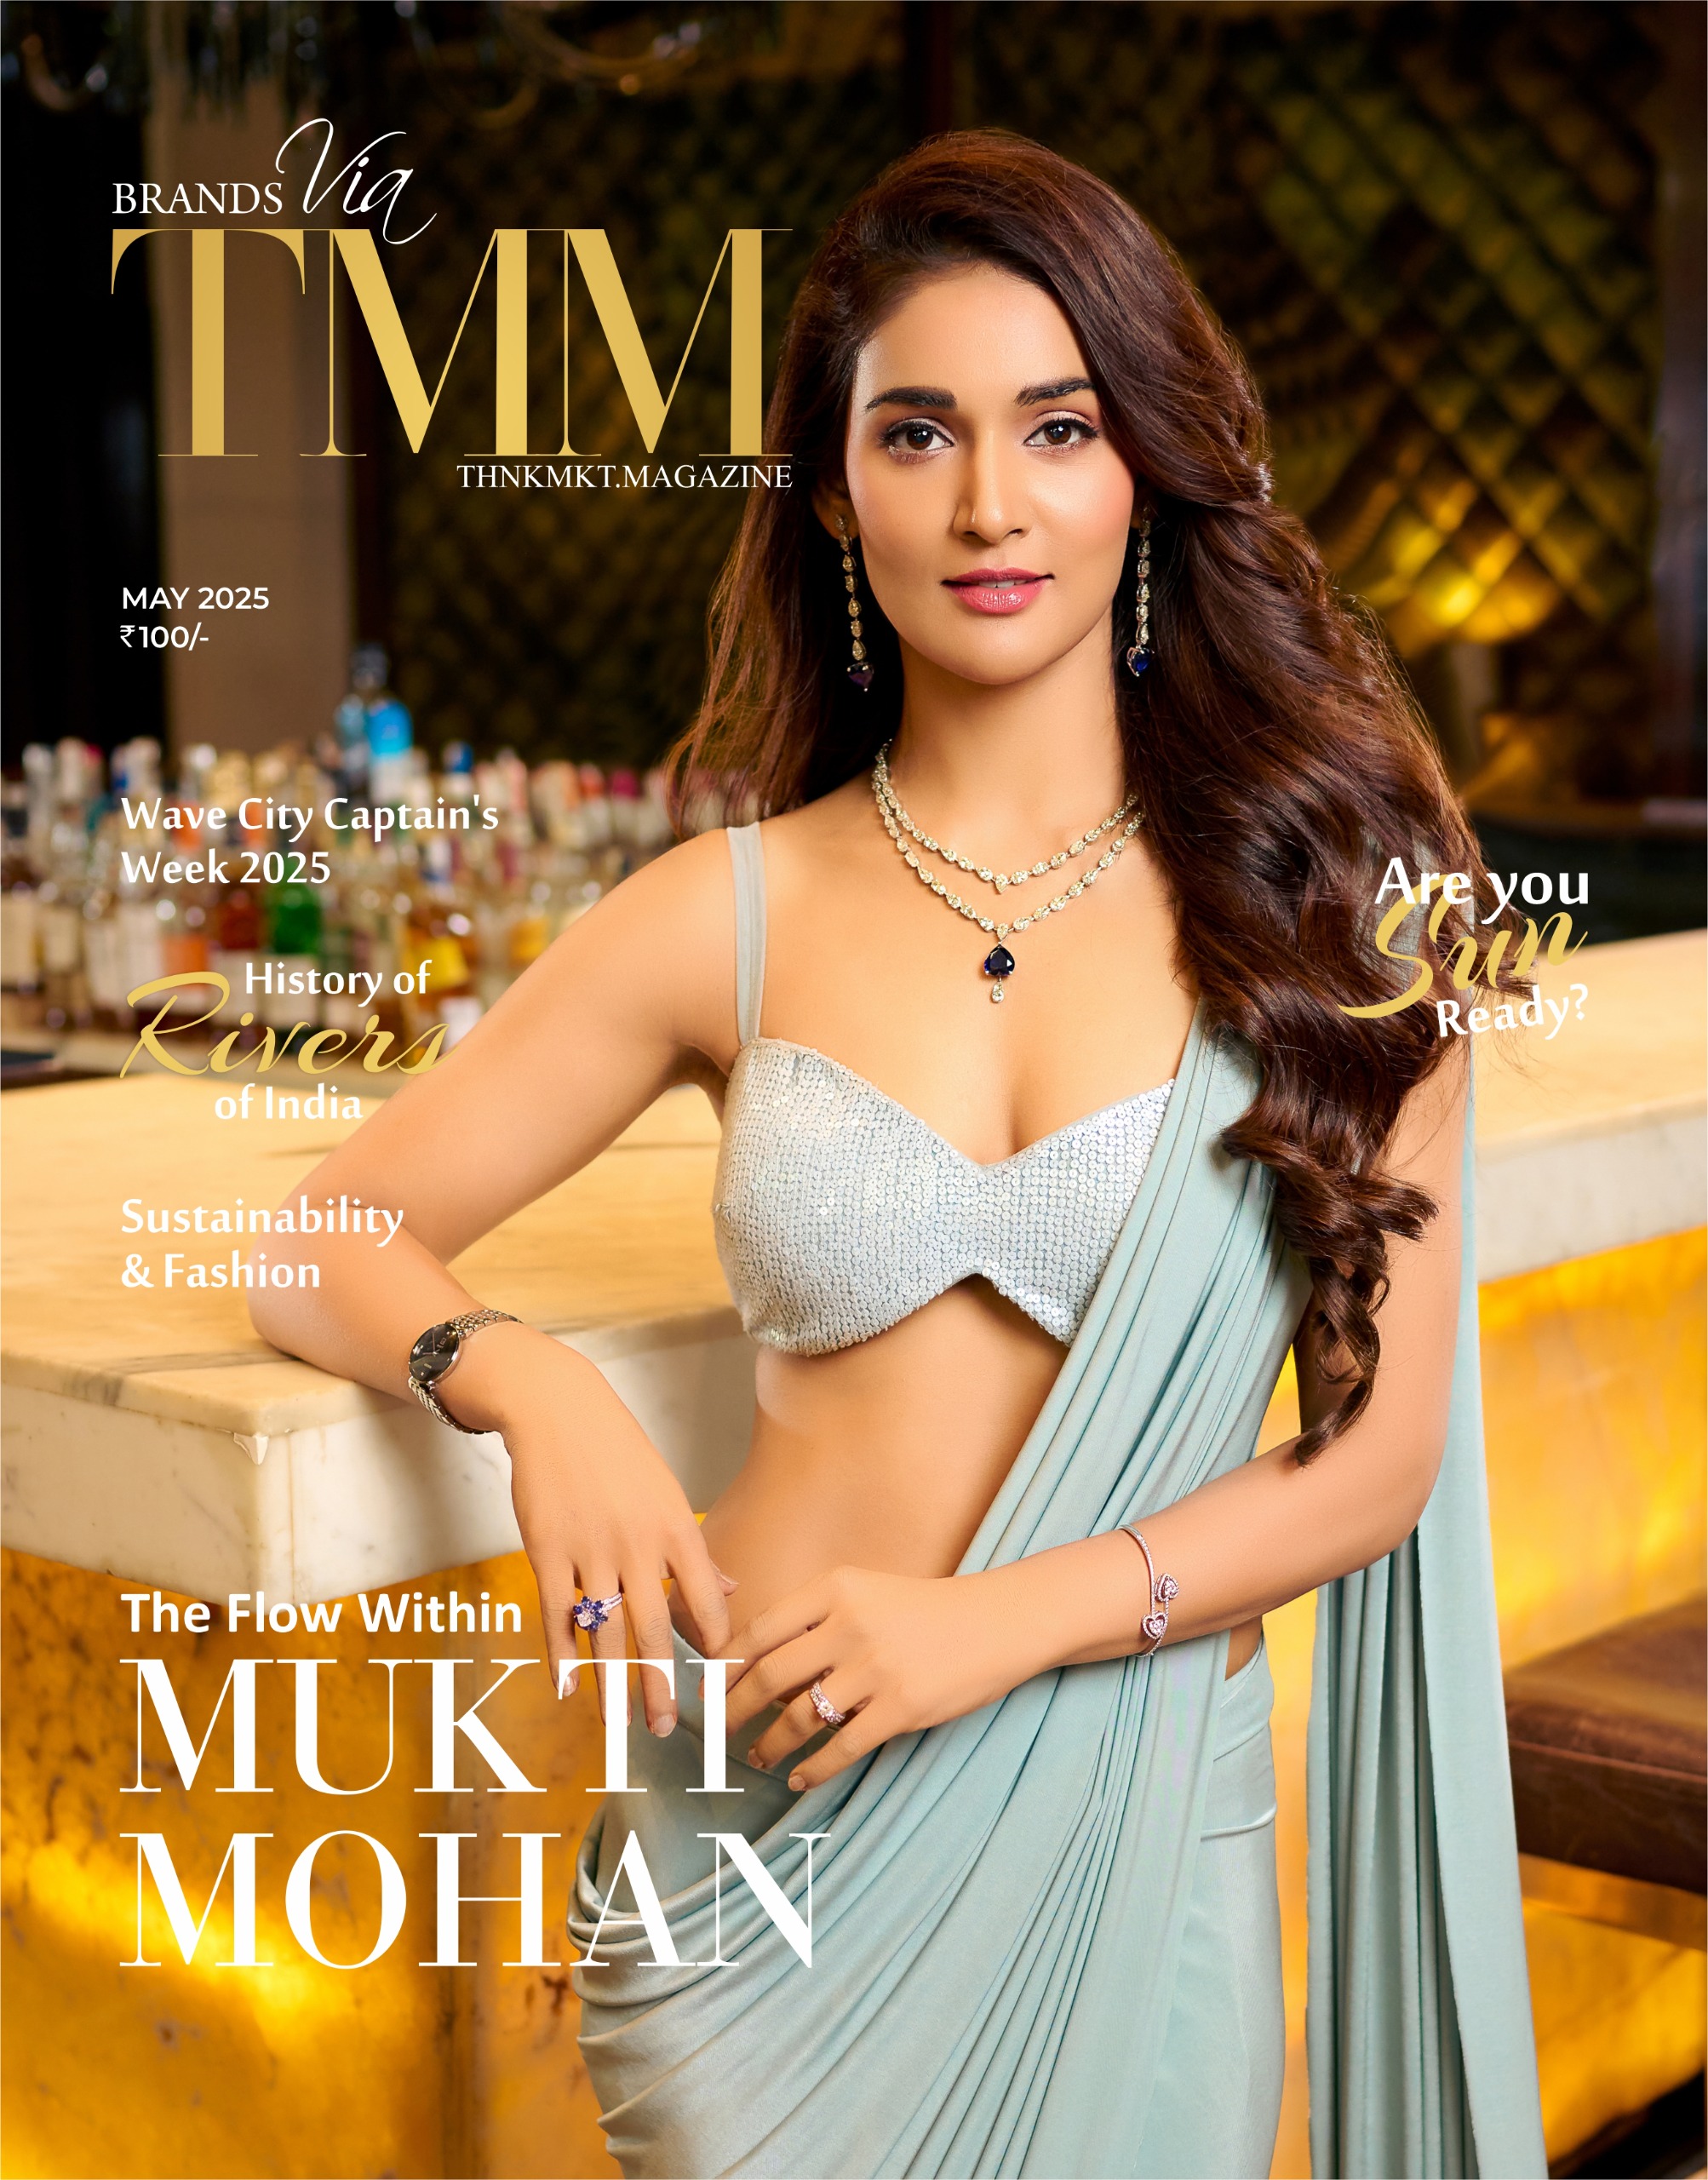 BRANDS Via
TMM
THNKMKT.MAGAZINE
MAY 2025
₹100/-
Wave City Captain's
Week 2025
History of
Rivers
of India
Sustainability
& Fashion
Are you
Sun
Ready?
The Flow Within
MUKTI
MOHAN